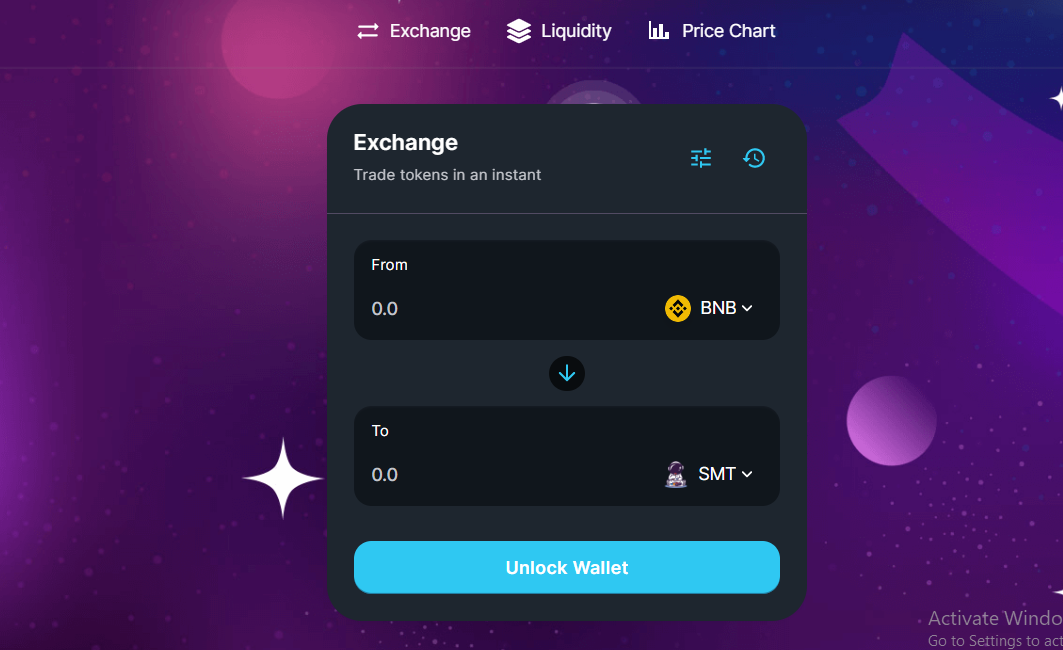 Exchange Liquidity Price Chart
Exchange
Trade tokens in an instant
From
0.0 BNB
To
0.0 SMT
Unlock Wallet
Activate Windo
Go to Settings to act